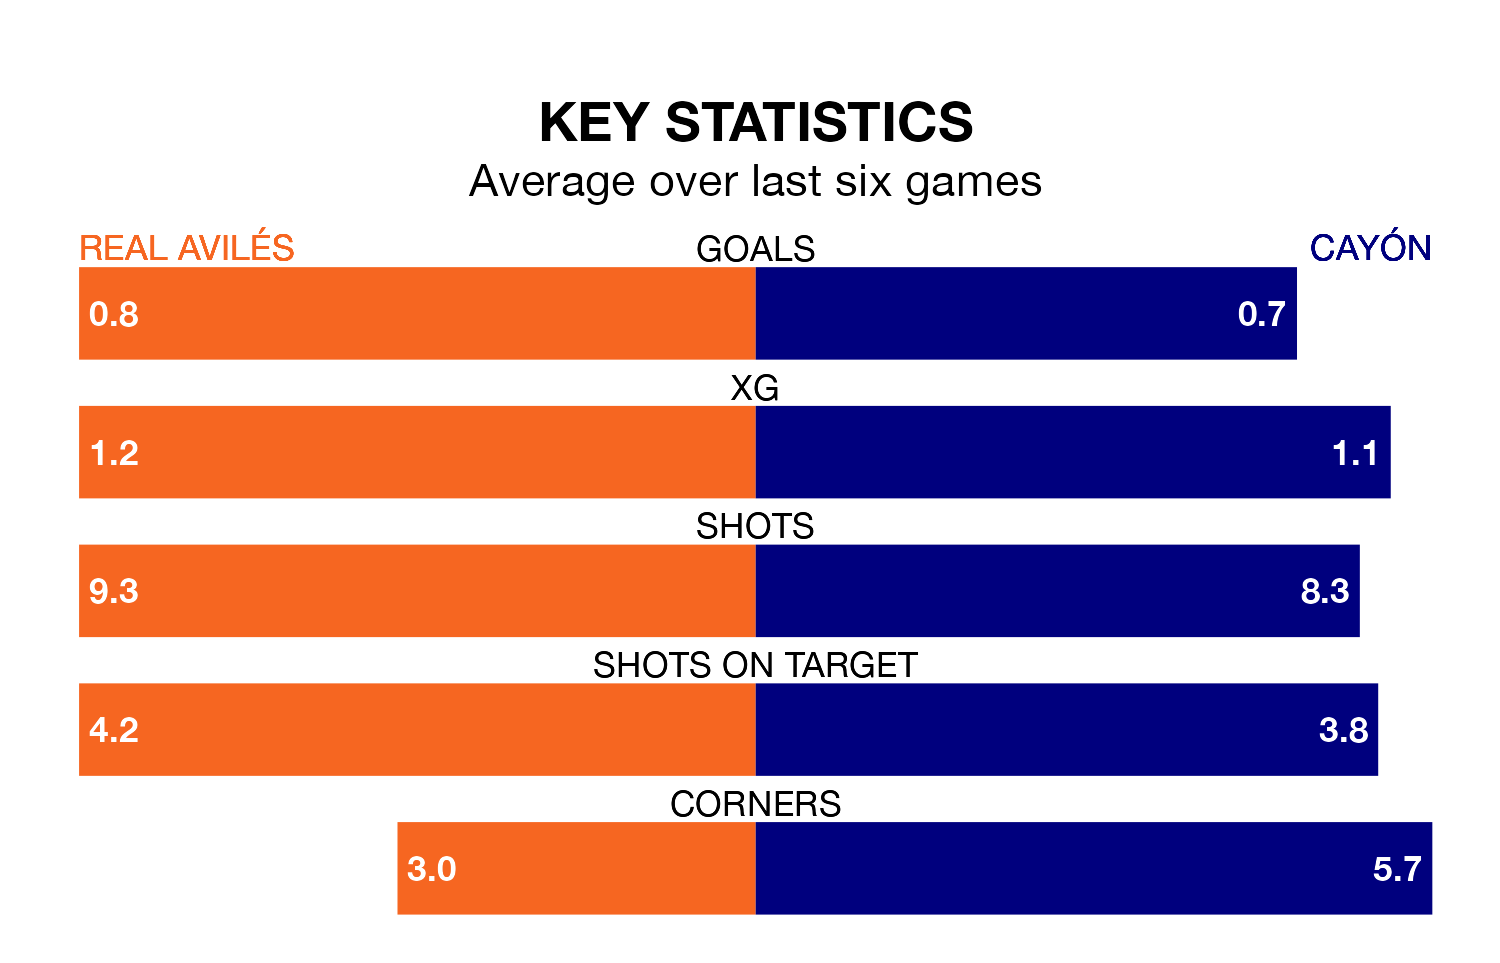 KEY STATISTICS
Average over last six games
REAL AVILÉS GOALS CAYÓN
0.8 0.7
XG
1.2 1.1
SHOTS
9.3 8.3
SHOTS ON TARGET
4.2 3.8
CORNERS
3.0 5.7